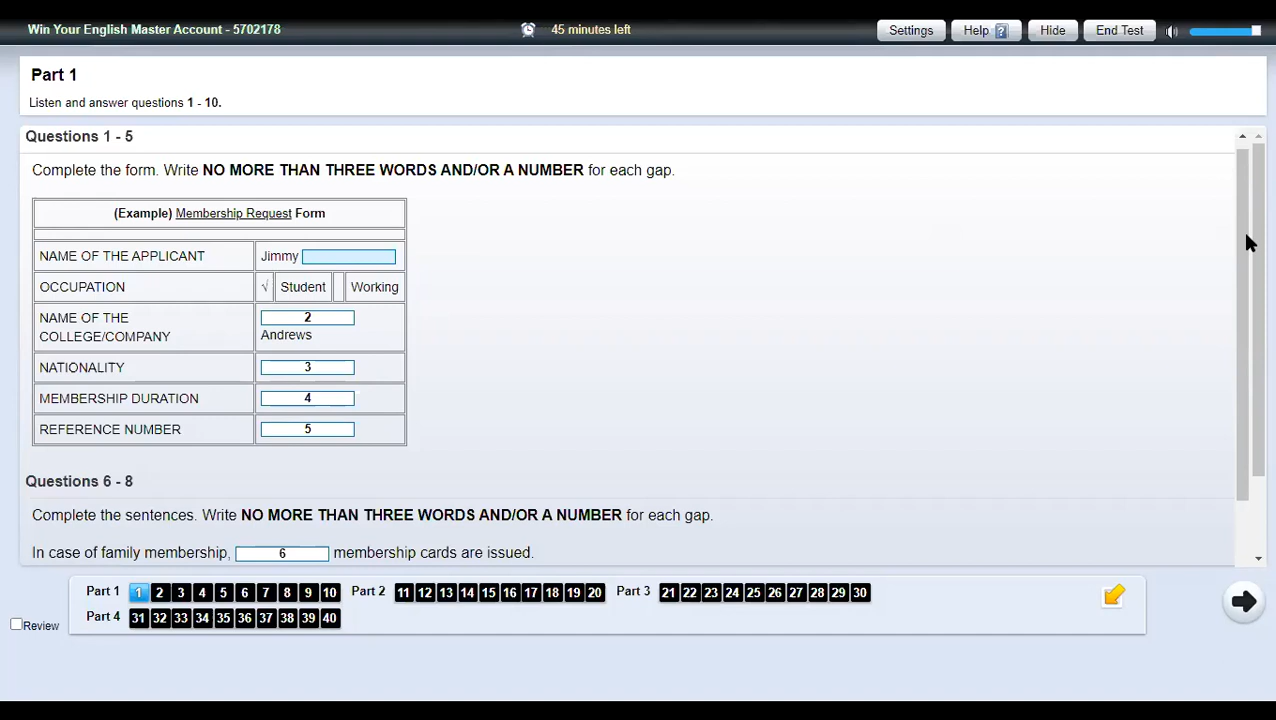 Win Your English Master Account - 5702178
45 minutes left
Settings
Help ?
Hide
End Test
Part 1
Listen and answer questions 1 - 10.
Questions 1 - 5
Complete the form. Write NO MORE THAN THREE WORDS AND/OR A NUMBER for each gap.
(Example) Membership Request Form
NAME OF THE APPLICANT Jimmy
OCCUPATION √ Student Working
NAME OF THE COLLEGE/COMPANY 2 Andrews
NATIONALITY 3
MEMBERSHIP DURATION 4
REFERENCE NUMBER 5
Questions 6 - 8
Complete the sentences. Write NO MORE THAN THREE WORDS AND/OR A NUMBER for each gap.
In case of family membership, 6 membership cards are issued.
Part 1 1 2 3 4 5 6 7 8 9 10 Part 2 11 12 13 14 15 16 17 18 19 20 Part 3 21 22 23 24 25 26 27 28 29 30
Part 4 31 32 33 34 35 36 37 38 39 40
Review